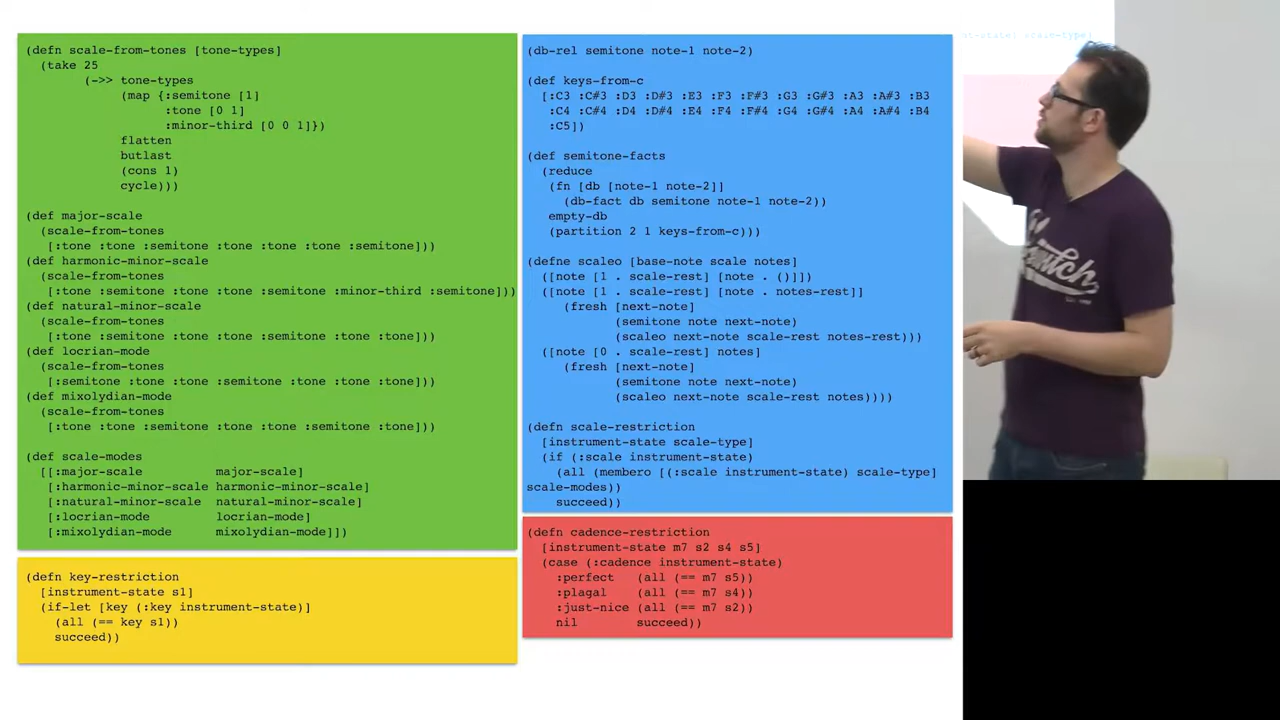 (defn scale-from-tones [tone-types]
(take 25
(->> tone-types
(map {:semitone [1]
:tone [0 1]
:minor-third [0 0 1]})
flatten
butlast
(cons 1)
cycle)))
(def major-scale
(scale-from-tones
[:tone :tone :semitone :tone :tone :tone :semitone]))
(def harmonic-minor-scale
(scale-from-tones
[:tone :semitone :tone :tone :semitone :minor-third :semitone]))
(def natural-minor-scale
(scale-from-tones
[:tone :semitone :tone :tone :semitone :tone :tone]))
(def locrian-mode
(scale-from-tones
[:semitone :tone :tone :semitone :tone :tone :tone]))
(def mixolydian-mode
(scale-from-tones
[:tone :tone :semitone :tone :tone :semitone :tone]))
(def scale-modes
[[:major-scale major-scale]
[:harmonic-minor-scale harmonic-minor-scale]
[:natural-minor-scale natural-minor-scale]
[:locrian-mode locrian-mode]
[:mixolydian-mode mixolydian-mode]])
(defn key-restriction
[instrument-state s1]
(if-let [key (:key instrument-state)]
(all (== key s1))
succeed))
(db-rel semitone note-1 note-2)
(def keys-from-c
[:C3 :C#3 :D3 :D#3 :E3 :F3 :F#3 :G3 :G#3 :A3 :A#3 :B3
:C4 :C#4 :D4 :D#4 :E4 :F4 :F#4 :G4 :G#4 :A4 :A#4 :B4
:C5])
(def semitone-facts
(reduce
(fn [db [note-1 note-2]]
(db-fact db semitone note-1 note-2))
empty-db
(partition 2 1 keys-from-c)))
(defne scaleo [base-note scale notes]
([note [1 . scale-rest] [note . ()]])
([note [1 . scale-rest] [note . notes-rest]]
(fresh [next-note]
(semitone note next-note)
(scaleo next-note scale-rest notes-rest)))
([note [0 . scale-rest] notes]
(fresh [next-note]
(semitone note next-note)
(scaleo next-note scale-rest notes))))
(defn scale-restriction
[instrument-state scale-type]
(if (:scale instrument-state)
(all (membero [(:scale instrument-state) scale-type]
scale-modes))
succeed))
(defn cadence-restriction
[instrument-state m7 s2 s4 s5]
(case (:cadence instrument-state)
:perfect (all (== m7 s5))
:plagal (all (== m7 s4))
:just-nice (all (== m7 s2))
nil succeed))
scale-type]